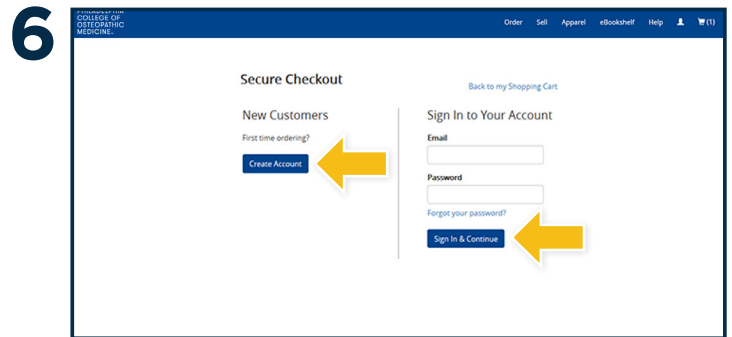 6
PHILADELPHIA
COLLEGE OF
OSTEOPATHIC
MEDICINE.
Order Sell Apparel eBookshelf Help (1)
Secure Checkout
Back to my Shopping Cart
New Customers
First time ordering?
Create Account
Sign In to Your Account
Email
Password
Forgot your password?
Sign In & Continue